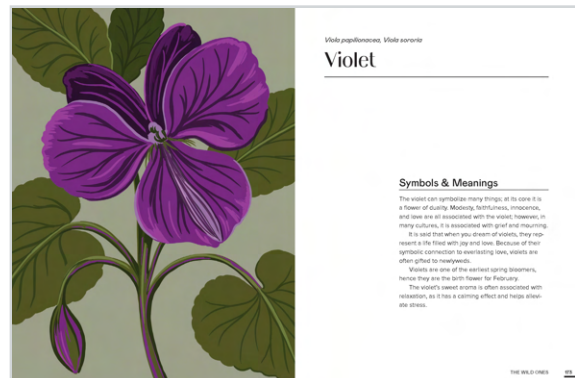 Viola papilionacea, Viola sororia
Violet
Symbols & Meanings
The violet can symbolize many things; at its core it is
a flower of duality. Modesty, faithfulness, innocence,
and love are all associated with the violet; however, in
many cultures, it is associated with grief and mourning.
It is said that when you dream of violets, they rep-
resent a life filled with joy and love. Because of their
symbolic connection to everlasting love, violets are
often gifted to newlyweds.
Violets are one of the earliest spring bloomers,
hence they are the birth flower for February.
The violet's sweet aroma is often associated with
relaxation, as it has a calming effect and helps allevi-
ate stress.
THE WILD ONES